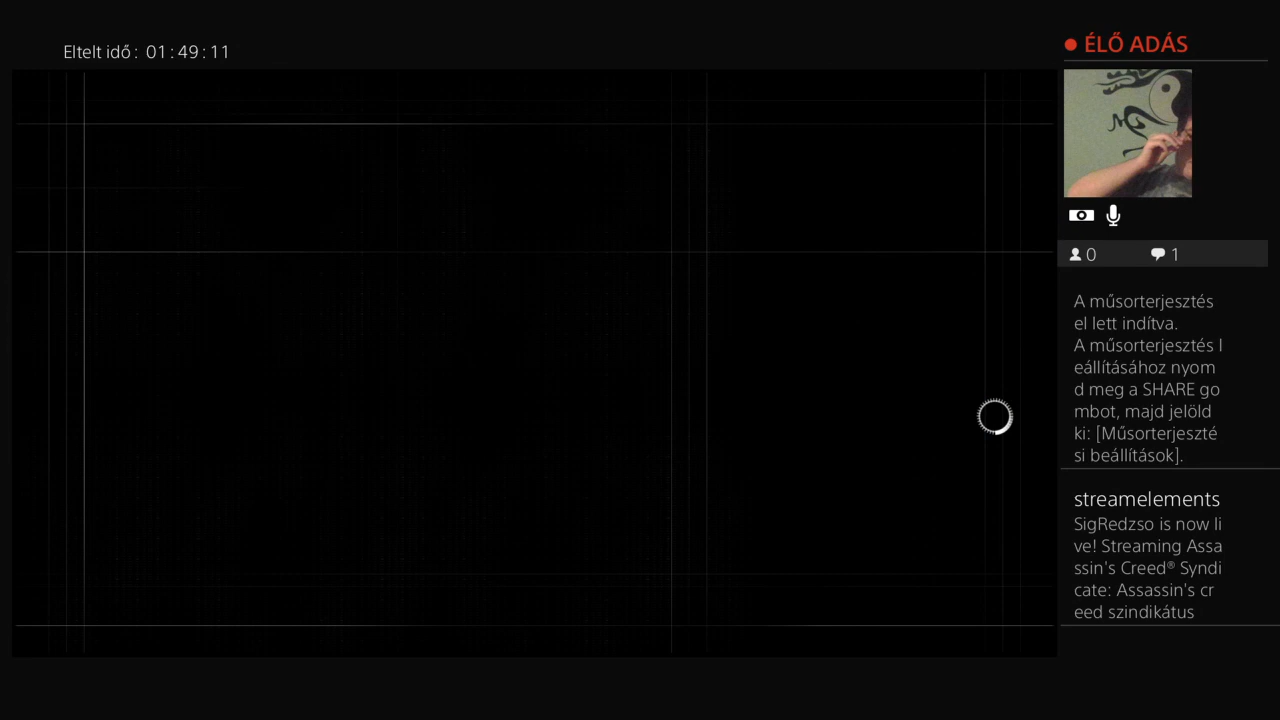 Eltelt idő: 01:49:11
ÉLŐ ADÁS
0
1
A műsorterjesztés
el lett indítva.
A műsorterjesztés l
eállításához nyom
d meg a SHARE go
mbot, majd jelöld
ki: [Műsorterjeszté
si beállítások].
streamelements
SigRedzso is now li
ve! Streaming Assa
ssin's Creed® Syndi
cate: Assassin's cr
eed szindikátus